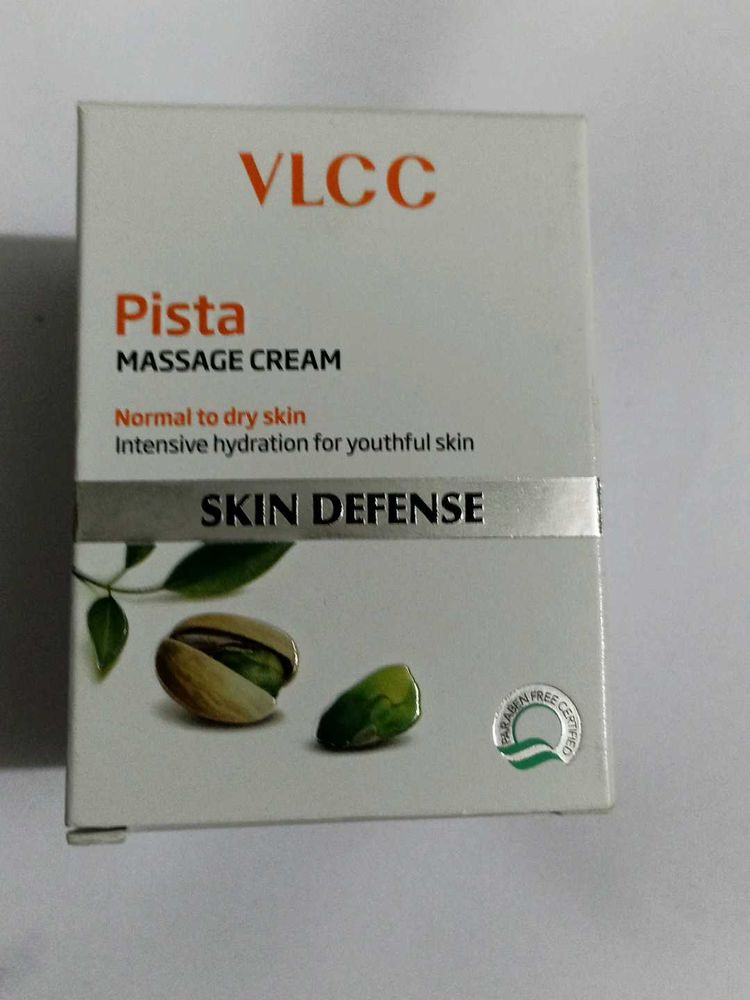 VLCC
Pista
MASSAGE CREAM
Normal to dry skin
Intensive hydration for youthful skin
SKIN DEFENSE
PARABEN FREE CERTIFIED